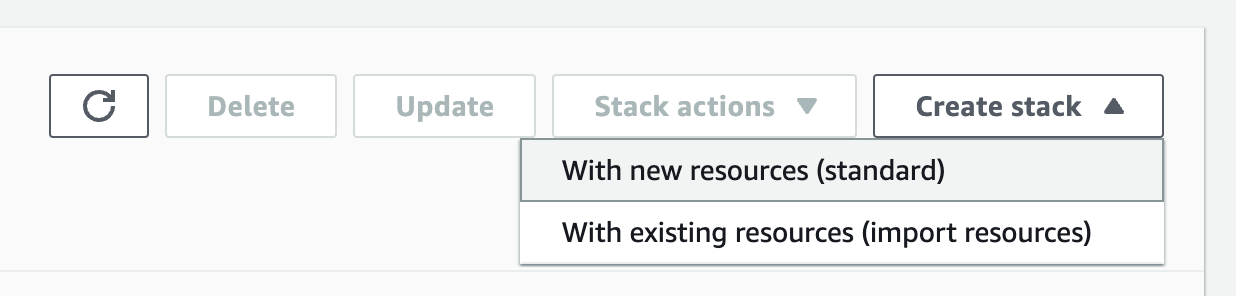 Delete Update Stack actions Create stack
With new resources (standard)
With existing resources (import resources)